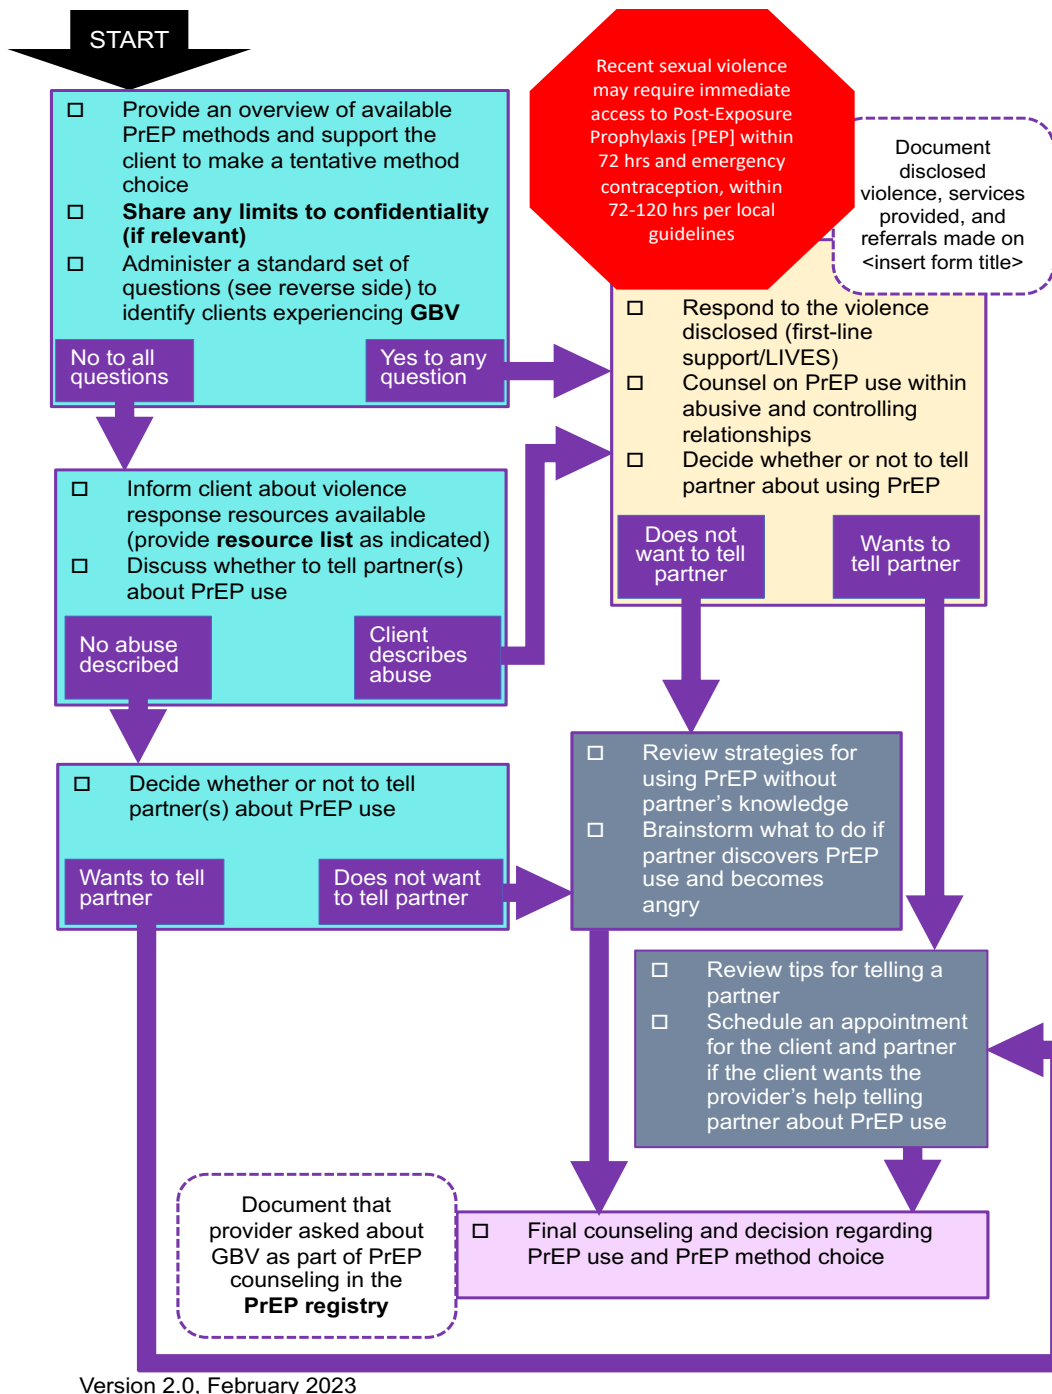 START
☐ Provide an overview of available
PrEP methods and support the
client to make a tentative method
choice
☐ Share any limits to confidentiality
(if relevant)
☐ Administer a standard set of
questions (see reverse side) to
identify clients experiencing GBV
No to all
questions
Yes to any
question
Recent sexual violence
may require immediate
access to Post-Exposure
Prophylaxis [PEP] within
72 hrs and emergency
contraception, within
72-120 hrs per local
guidelines
Document
disclosed
violence, services
provided, and
referrals made on
<insert form title>
☐ Respond to the violence
disclosed (first-line
support/LIVES)
☐ Counsel on PrEP use within
abusive and controlling
relationships
☐ Decide whether or not to tell
partner about using PrEP
Does not
want to tell
partner
Wants to
tell partner
☐ Inform client about violence
response resources available
(provide resource list as indicated)
☐ Discuss whether to tell partner(s)
about PrEP use
No abuse
described
Client
describes
abuse
☐ Decide whether or not to tell
partner(s) about PrEP use
Wants to tell
partner
Does not want
to tell partner
☐ Review strategies for
using PrEP without
partner’s knowledge
☐ Brainstorm what to do if
partner discovers PrEP
use and becomes
angry
☐ Review tips for telling a
partner
☐ Schedule an appointment
for the client and partner
if the client wants the
provider’s help telling
partner about PrEP use
Document that
provider asked about
GBV as part of PrEP
counseling in the
PrEP registry
☐ Final counseling and decision regarding
PrEP use and PrEP method choice
Version 2.0, February 2023